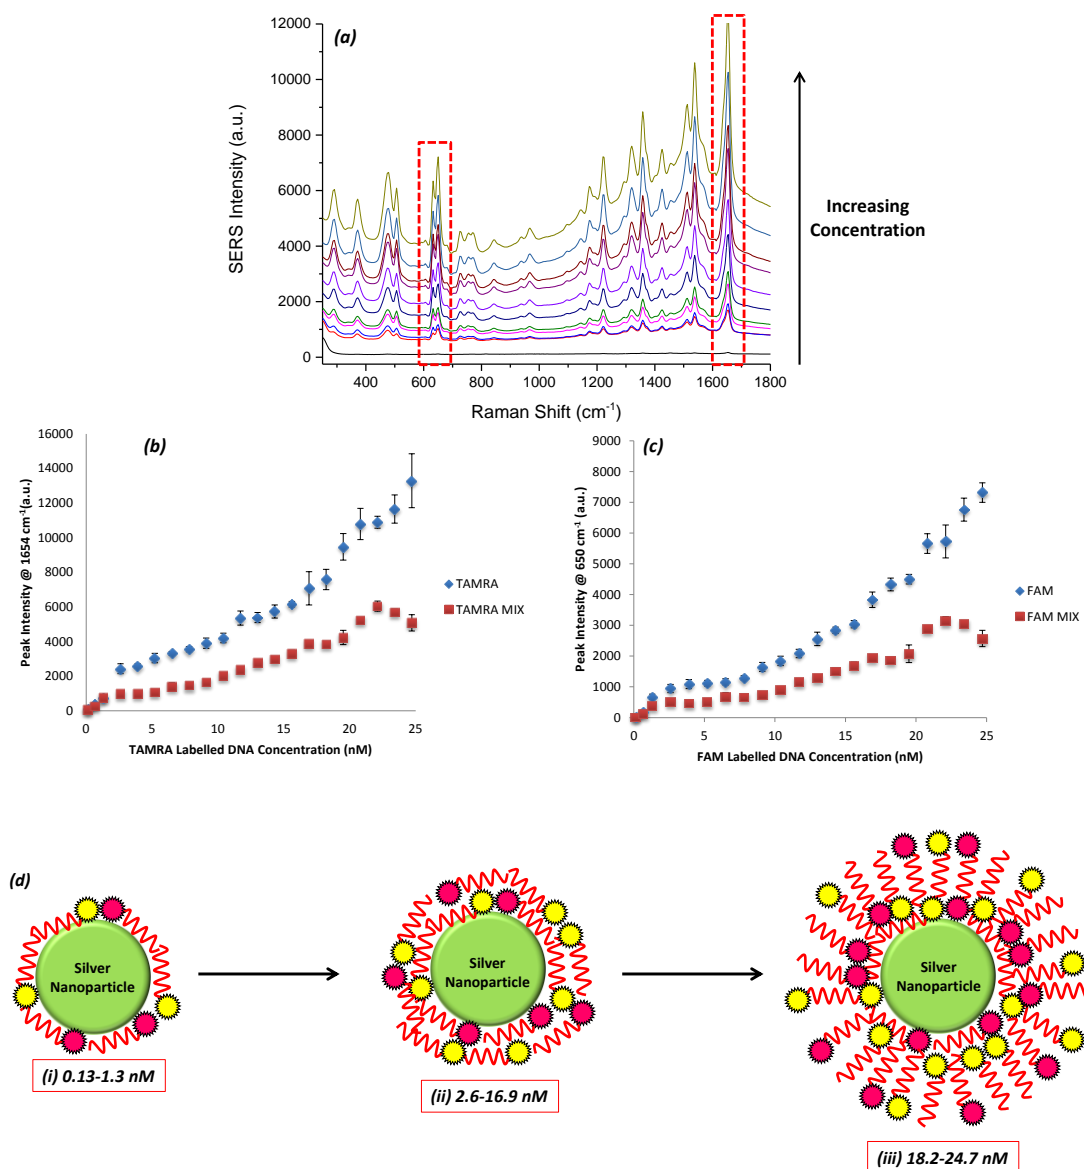 (a)
12000
10000
8000
6000
4000
2000
0
SERS Intensity (a.u.)
400 600 800 1000 1200 1400 1600 1800
Raman Shift (cm-1)
Increasing
Concentration
(b)
16000
14000
12000
10000
8000
6000
4000
2000
0
Peak Intensity @ 1654 cm-1(a.u.)
0 5 10 15 20 25
TAMRA Labelled DNA Concentration (nM)
TAMRA
TAMRA MIX
(c)
9000
8000
7000
6000
5000
4000
3000
2000
1000
0
Peak Intensity @ 650 cm-1 (a.u.)
0 5 10 15 20 25
FAM Labelled DNA Concentration (nM)
FAM
FAM MIX
(d)
Silver
Nanoparticle
(i) 0.13-1.3 nM
Silver
Nanoparticle
(ii) 2.6-16.9 nM
Silver
Nanoparticle
(iii) 18.2-24.7 nM